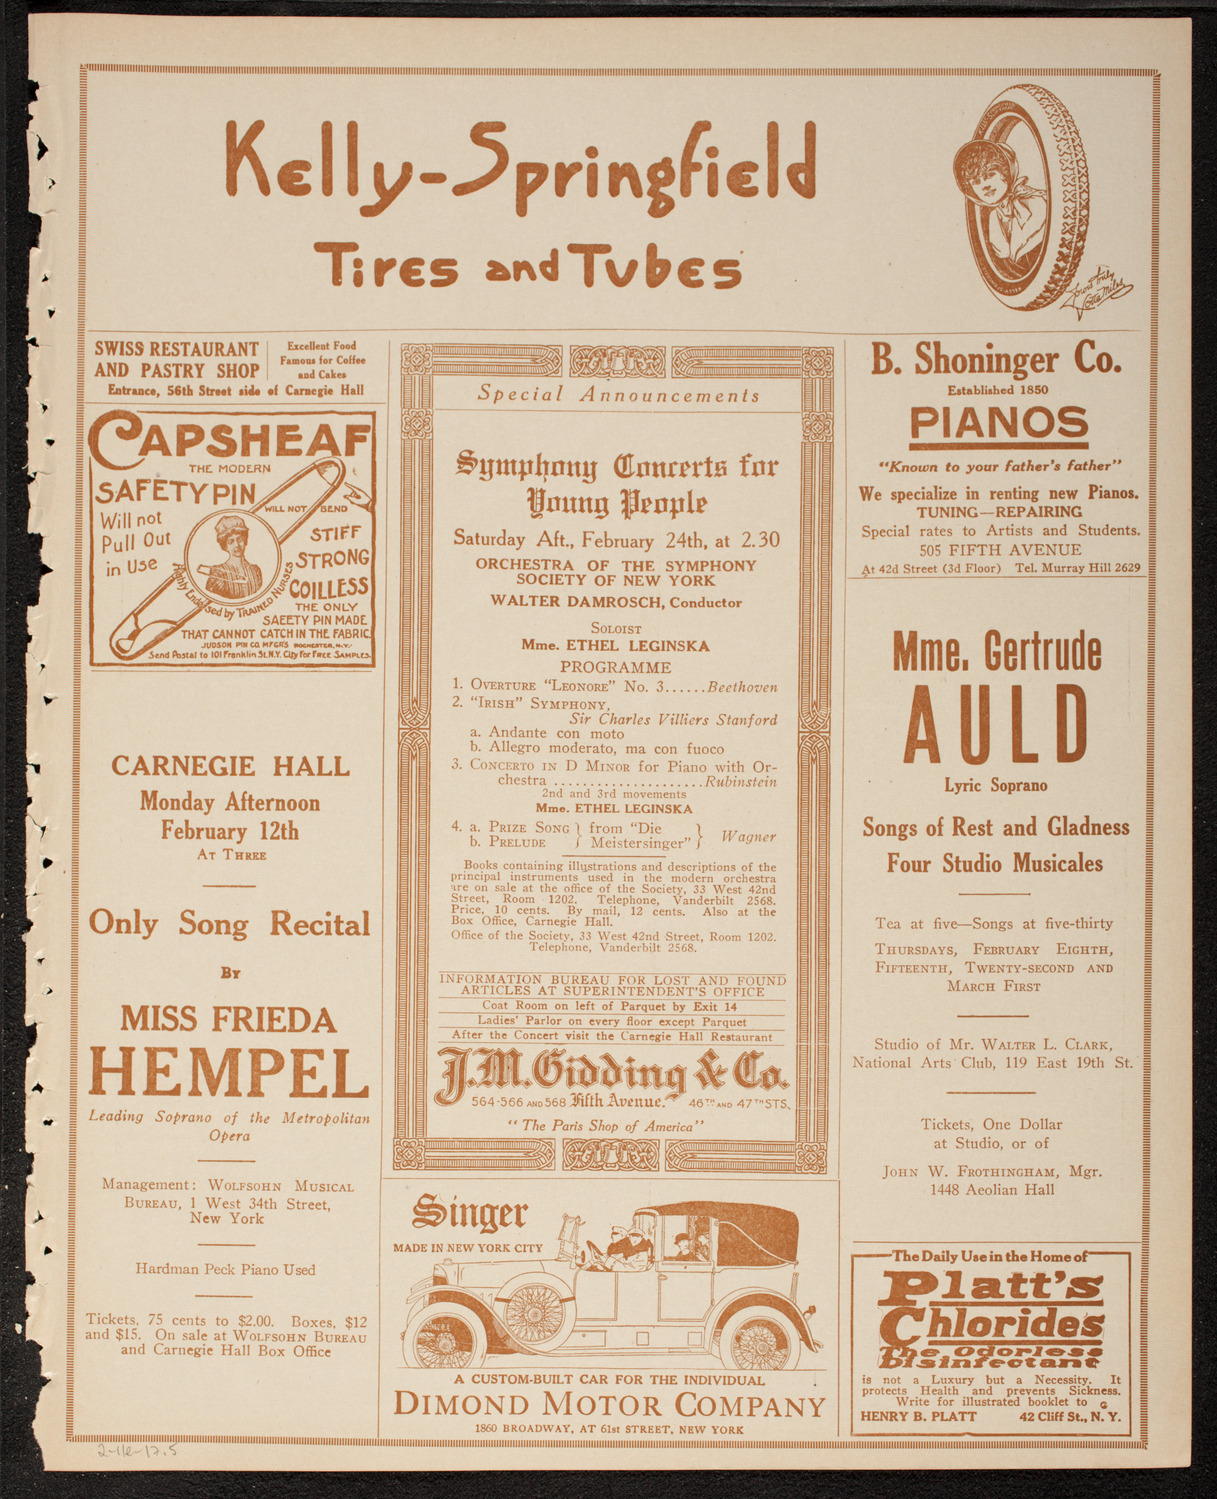 Kelly-Springfield
Tires and Tubes
Yours truly
Lotta Miles
SWISS RESTAURANT
AND PASTRY SHOP
Excellent Food
Famous for Coffee
and Cakes
Entrance, 56th Street side of Carnegie Hall
CAPSHEAF
THE MODERN
SAFETY PIN
WILL NOT BEND
Will not
Pull Out
in Use
STIFF
STRONG
COILLESS
Highly Endorsed by TRAINED NURSES
THE ONLY
SAFETY PIN MADE
THAT CANNOT CATCH IN THE FABRIC.
JUDSON PIN CO. MFGRS ROCHESTER, N.Y.
Send Postal to 101 Franklin St. N.Y. City For FREE SAMPLES.
CARNEGIE HALL
Monday Afternoon
February 12th
AT THREE
Only Song Recital
BY
MISS FRIEDA
HEMPEL
Leading Soprano of the Metropolitan
Opera
Management: WOLFSOHN MUSICAL
BUREAU, 1 West 34th Street,
New York
Hardman Peck Piano Used
Tickets, 75 cents to $2.00. Boxes, $12
and $15. On sale at WOLFSOHN BUREAU
and Carnegie Hall Box Office
Special Announcements
Symphony Concerts for
Young People
Saturday Aft., February 24th, at 2.30
ORCHESTRA OF THE SYMPHONY
SOCIETY OF NEW YORK
WALTER DAMROSCH, Conductor
SOLOIST
Mme. ETHEL LEGINSKA
PROGRAMME
1. OVERTURE "LEONORE" No. 3......Beethoven
2. "IRISH" SYMPHONY,
Sir Charles Villiers Stanford
a. Andante con moto
b. Allegro moderato, ma con fuoco
3. CONCERTO IN D MINOR for Piano with Or-
chestra ....................Rubinstein
2nd and 3rd movements
Mme. ETHEL LEGINSKA
4. a. PRIZE SONG } from "Die } Wagner
b. PRELUDE } Meistersinger" }
Books containing illustrations and descriptions of the
principal instruments used in the modern orchestra
are on sale at the office of the Society, 33 West 42nd
Street, Room 1202. Telephone, Vanderbilt 2568.
Price, 10 cents. By mail, 12 cents. Also at the
Box Office, Carnegie Hall.
Office of the Society, 33 West 42nd Street, Room 1202.
Telephone, Vanderbilt 2568.
INFORMATION BUREAU FOR LOST AND FOUND
ARTICLES AT SUPERINTENDENT'S OFFICE
Coat Room on left of Parquet by Exit 14
Ladies' Parlor on every floor except Parquet
After the Concert visit the Carnegie Hall Restaurant
J.M. Gidding & Co.
564-566 AND 568 Fifth Avenue. 46TH AND 47TH STS.
"The Paris Shop of America"
Singer
MADE IN NEW YORK CITY
A CUSTOM-BUILT CAR FOR THE INDIVIDUAL
DIMOND MOTOR COMPANY
1860 BROADWAY, AT 61st STREET, NEW YORK
B. Shoninger Co.
Established 1850
PIANOS
"Known to your father's father"
We specialize in renting new Pianos.
TUNING—REPAIRING
Special rates to Artists and Students.
505 FIFTH AVENUE
At 42d Street (3d Floor) Tel. Murray Hill 2629
Mme. Gertrude
AULD
Lyric Soprano
Songs of Rest and Gladness
Four Studio Musicales
Tea at five—Songs at five-thirty
THURSDAYS, FEBRUARY EIGHTH,
FIFTEENTH, TWENTY-SECOND AND
MARCH FIRST
Studio of Mr. WALTER L. CLARK,
National Arts Club, 119 East 19th St.
Tickets, One Dollar
at Studio, or of
JOHN W. FROTHINGHAM, Mgr.
1448 Aeolian Hall
The Daily Use in the Home of
Platt's
Chlorides
The Odorless
Disinfectant
is not a Luxury but a Necessity. It
protects Health and prevents Sickness.
Write for illustrated booklet to G
HENRY B. PLATT 42 Cliff St., N. Y.